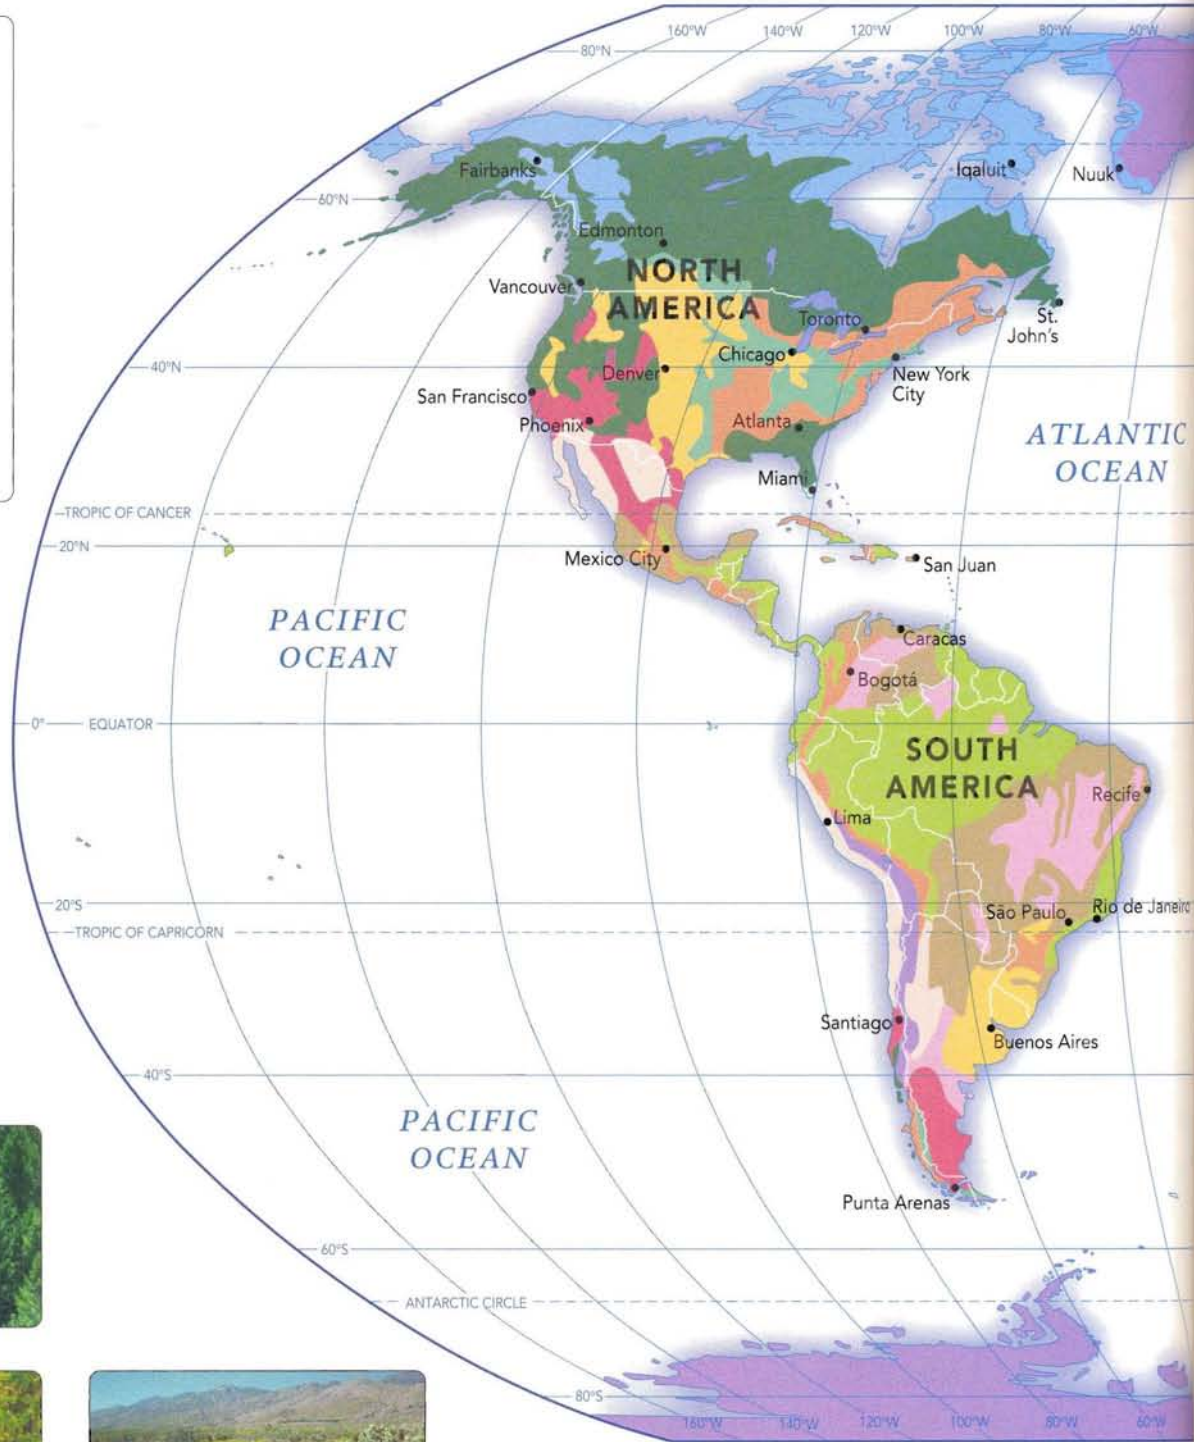 160°W 140°W 120°W 100°W 80°W 60°W
80°N
Fairbanks
Iqaluit
Nuuk
60°N
Edmonton
NORTH
AMERICA
Vancouver
Toronto
St.
John's
Chicago
40°N
Denver
New York
City
San Francisco
Phoenix
Atlanta
ATLANTIC
OCEAN
Miami
TROPIC OF CANCER
20°N
Mexico City
San Juan
PACIFIC
OCEAN
Caracas
Bogotá
0°
EQUATOR
SOUTH
AMERICA
Recife
Lima
20°S
São Paulo
Rio de Janeiro
TROPIC OF CAPRICORN
Santiago
Buenos Aires
40°S
PACIFIC
OCEAN
Punta Arenas
60°S
ANTARCTIC CIRCLE
80°S
160°W 140°W 120°W 100°W 80°W 60°W